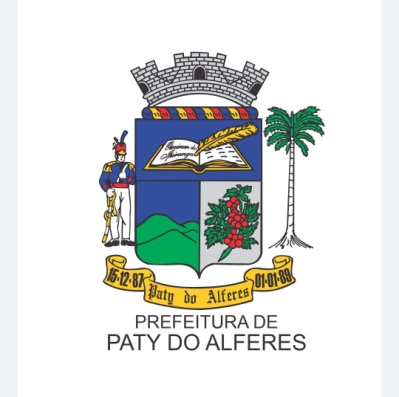 15·12·87
Paty do Alferes
01·01·89
PREFEITURA DE
PATY DO ALFERES